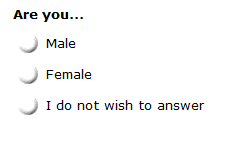 Are you...
Male
Female
I do not wish to answer